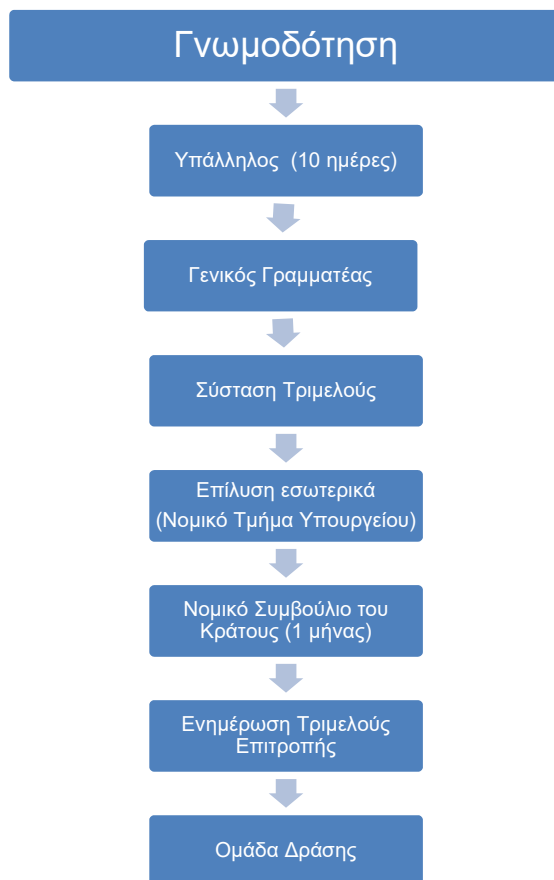 Γνωμοδότηση
Υπάλληλος (10 ημέρες)
Γενικός Γραμματέας
Σύσταση Τριμελούς
Επίλυση εσωτερικά
(Νομικό Τμήμα Υπουργείου)
Νομικό Συμβούλιο του
Κράτους (1 μήνας)
Ενημέρωση Τριμελούς
Επιτροπής
Ομάδα Δράσης